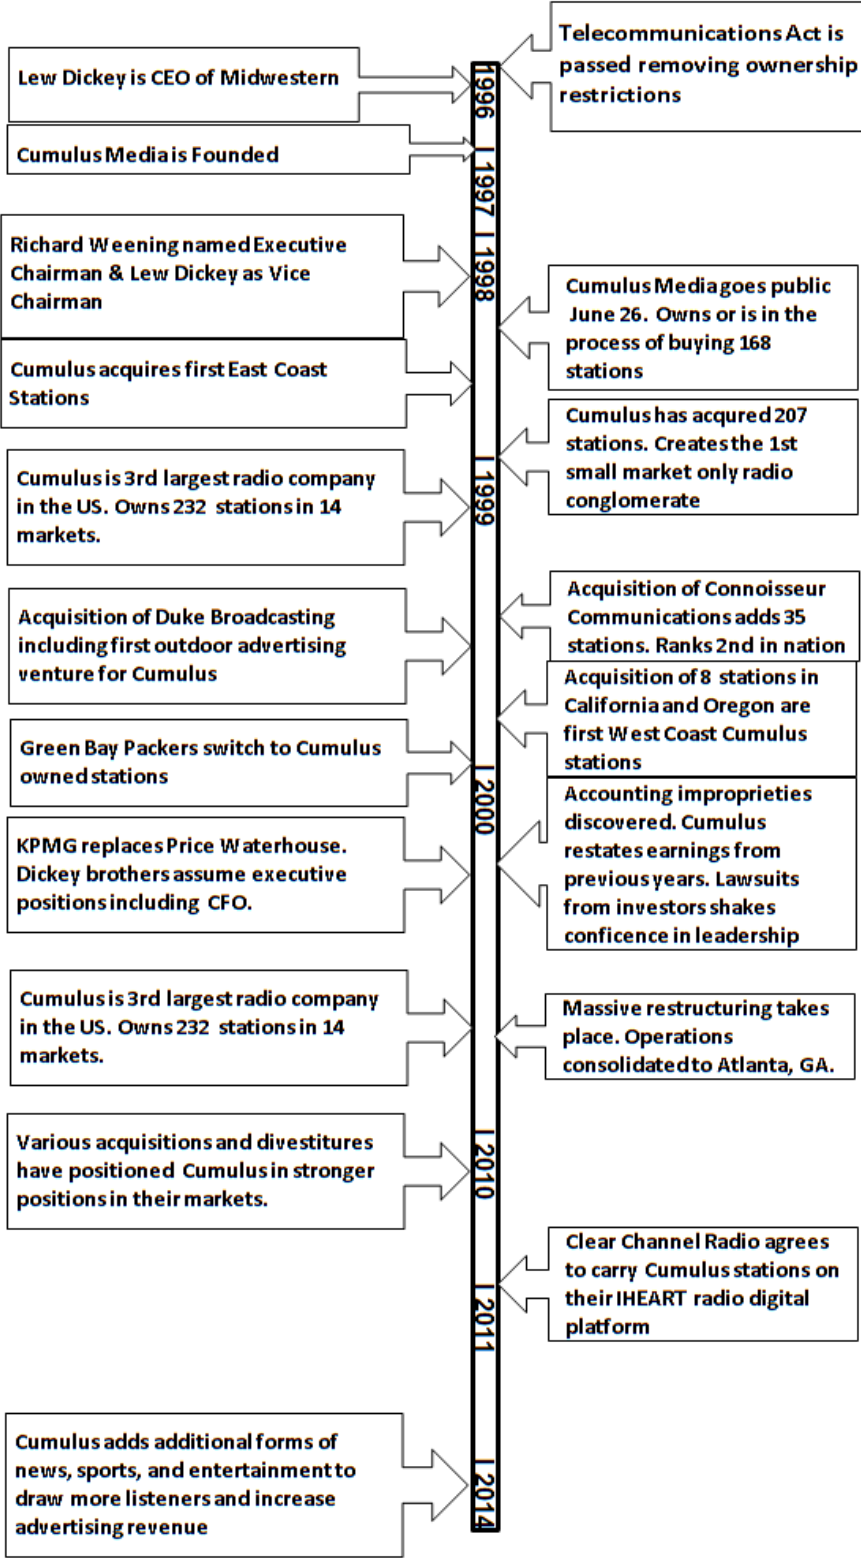 Telecommunications Act is
passed removing ownership
restrictions
Lew Dickey is CEO of Midwestern
1996
Cumulus Media is Founded
1997
Richard Weening named Executive
Chairman & Lew Dickey as Vice
Chairman
1998
Cumulus Media goes public
June 26. Owns or is in the
process of buying 168
stations
Cumulus acquires first East Coast
Stations
Cumulus has acqured 207
stations. Creates the 1st
small market only radio
conglomerate
1999
Cumulus is 3rd largest radio company
in the US. Owns 232 stations in 14
markets.
Acquisition of Connoisseur
Communications adds 35
stations. Ranks 2nd in nation
Acquisition of Duke Broadcasting
including first outdoor advertising
venture for Cumulus
Acquisition of 8 stations in
California and Oregon are
first West Coast Cumulus
stations
Green Bay Packers switch to Cumulus
owned stations
2000
Accounting improprieties
discovered. Cumulus
restates earnings from
previous years. Lawsuits
from investors shakes
conficence in leadership
KPMG replaces Price Waterhouse.
Dickey brothers assume executive
positions including CFO.
Cumulus is 3rd largest radio company
in the US. Owns 232 stations in 14
markets.
Massive restructuring takes
place. Operations
consolidated to Atlanta, GA.
2010
Various acquisitions and divestitures
have positioned Cumulus in stronger
positions in their markets.
Clear Channel Radio agrees
to carry Cumulus stations on
their IHEART radio digital
platform
2011
Cumulus adds additional forms of
news, sports, and entertainment to
draw more listeners and increase
advertising revenue
2014